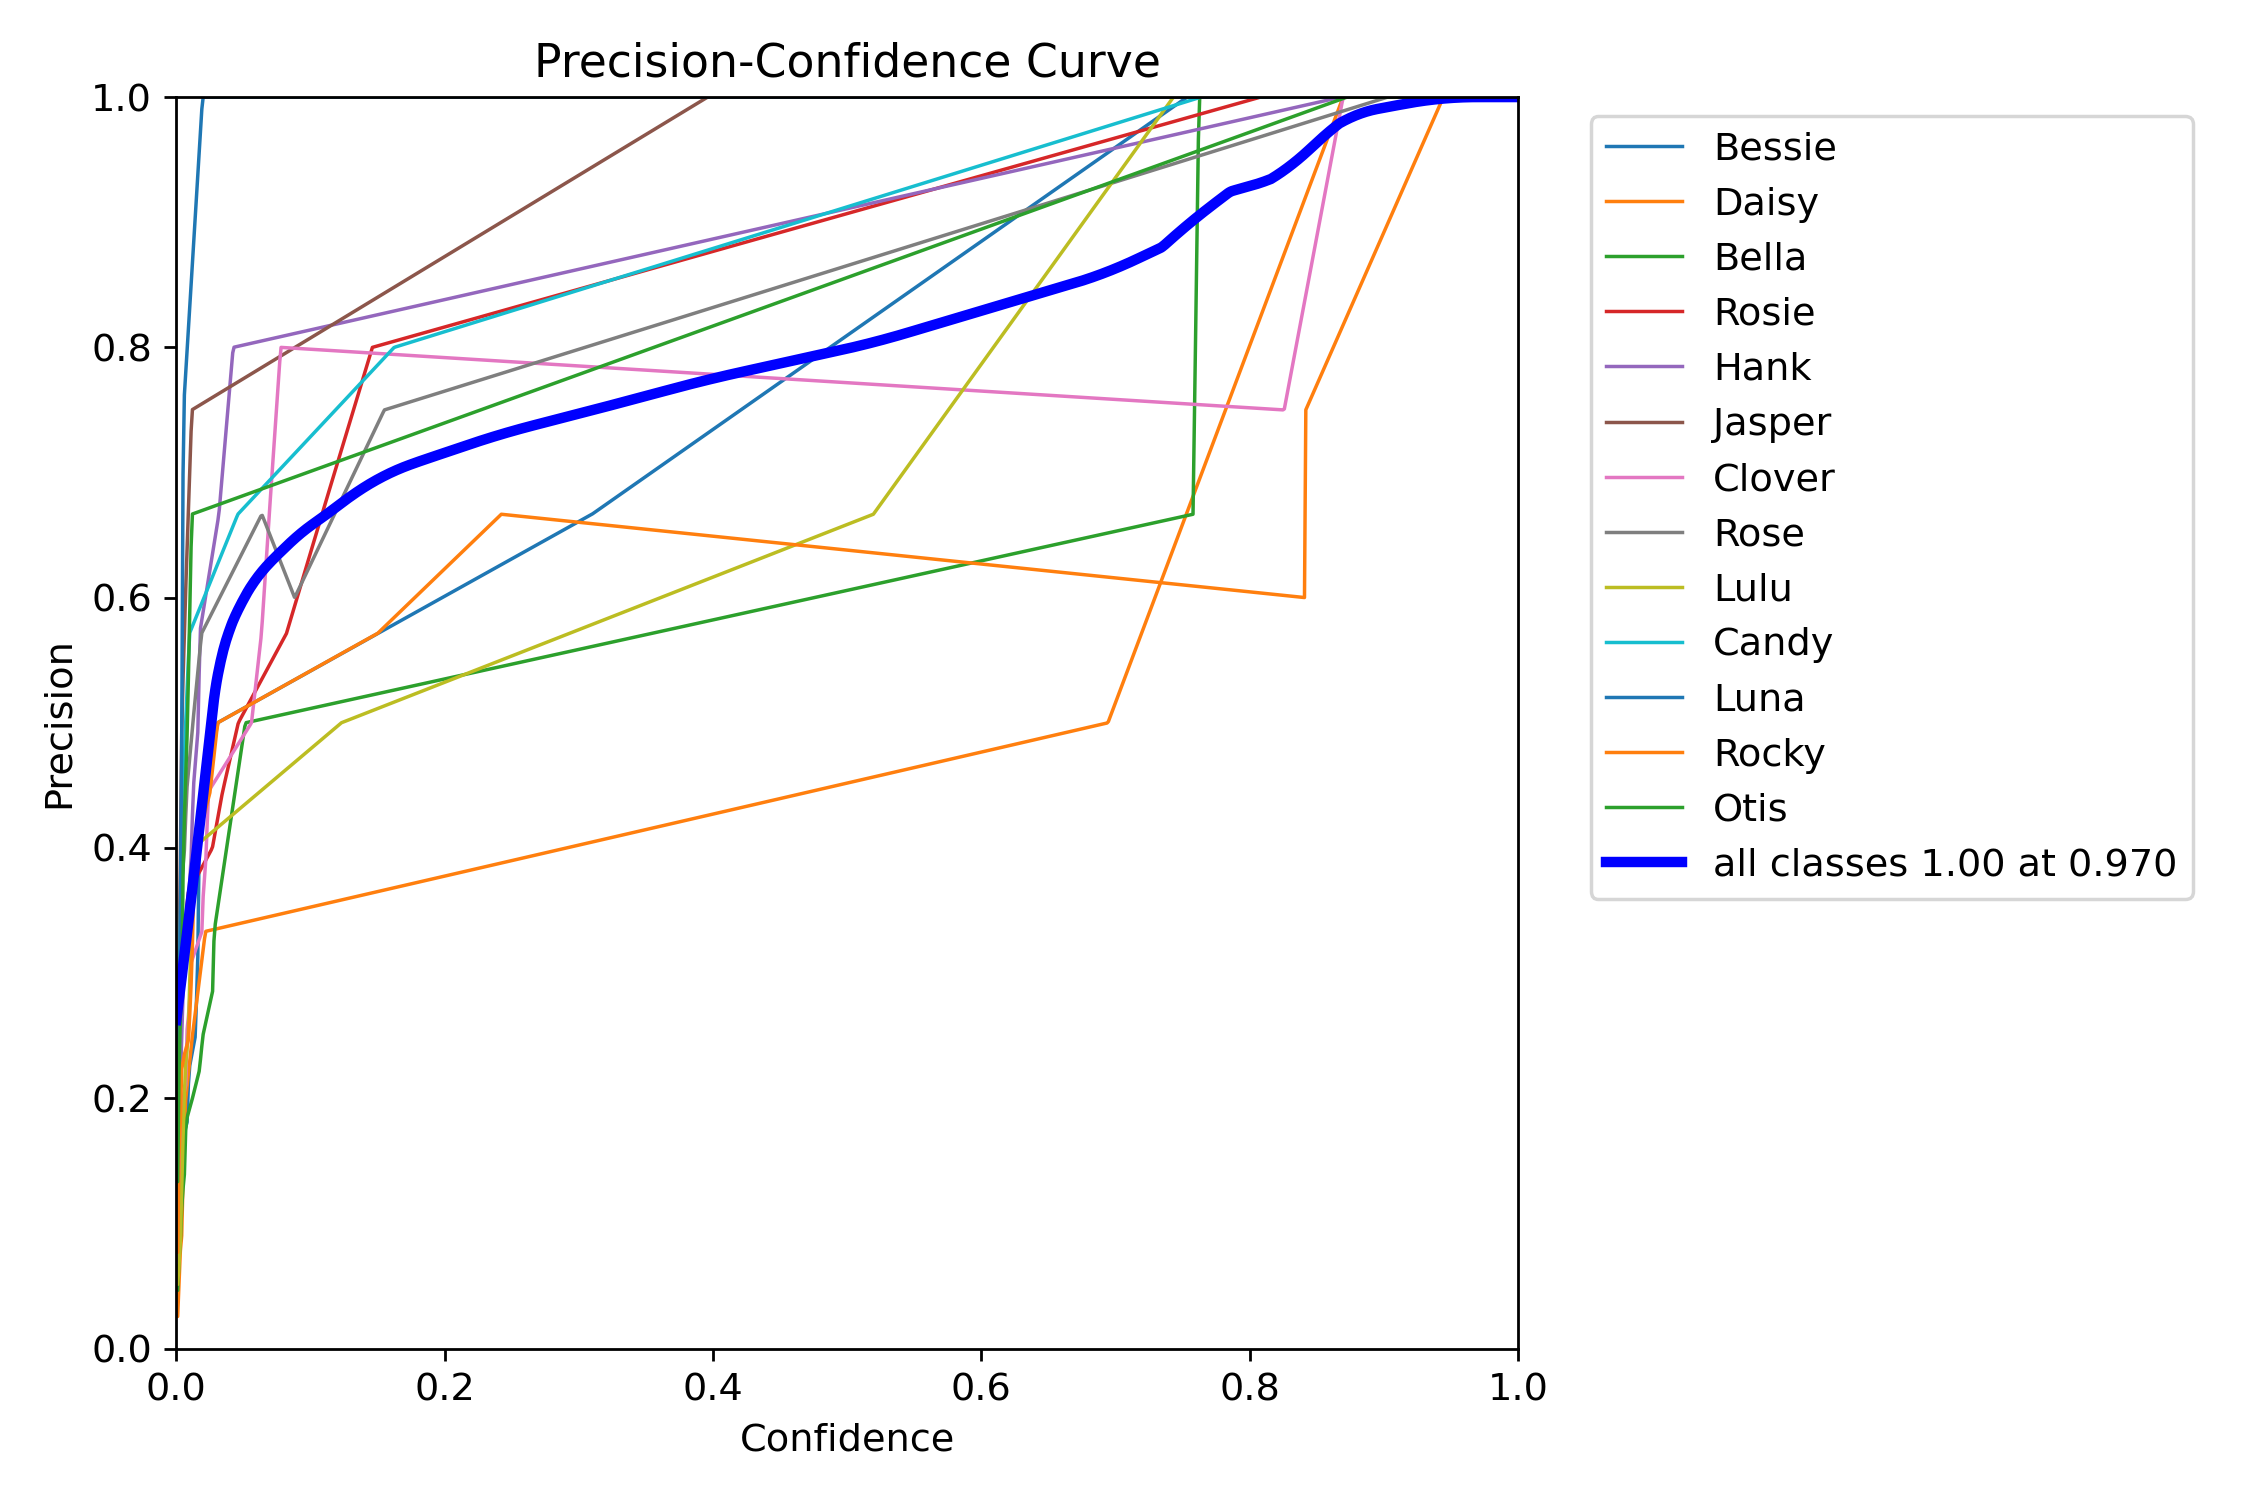 Precision-Confidence Curve
1.0
0.8
0.6
0.4
0.2
0.0
Precision
0.0 0.2 0.4 0.6 0.8 1.0
Confidence
Bessie
Daisy
Bella
Rosie
Hank
Jasper
Clover
Rose
Lulu
Candy
Luna
Rocky
Otis
all classes 1.00 at 0.970